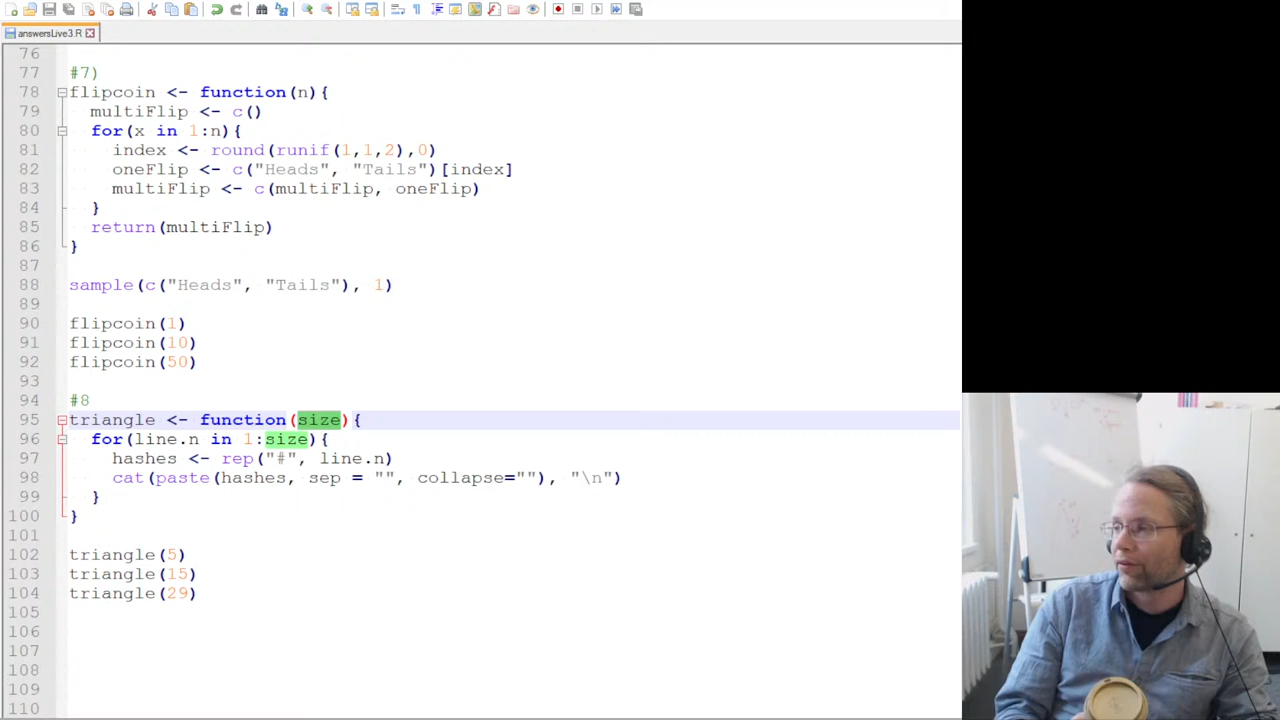 answersLive3.R
76
77 #7)
78 flipcoin <- function(n){
79 multiFlip <- c()
80 for(x in 1:n){
81 index <- round(runif(1,1,2),0)
82 oneFlip <- c("Heads", "Tails")[index]
83 multiFlip <- c(multiFlip, oneFlip)
84 }
85 return(multiFlip)
86 }
87
88 sample(c("Heads", "Tails"), 1)
89
90 flipcoin(1)
91 flipcoin(10)
92 flipcoin(50)
93
94 #8
95 triangle <- function(size){
96 for(line.n in 1:size){
97 hashes <- rep("#", line.n)
98 cat(paste(hashes, sep = "", collapse=""), "\n")
99 }
100 }
101
102 triangle(5)
103 triangle(15)
104 triangle(29)
105
106
107
108
109
110